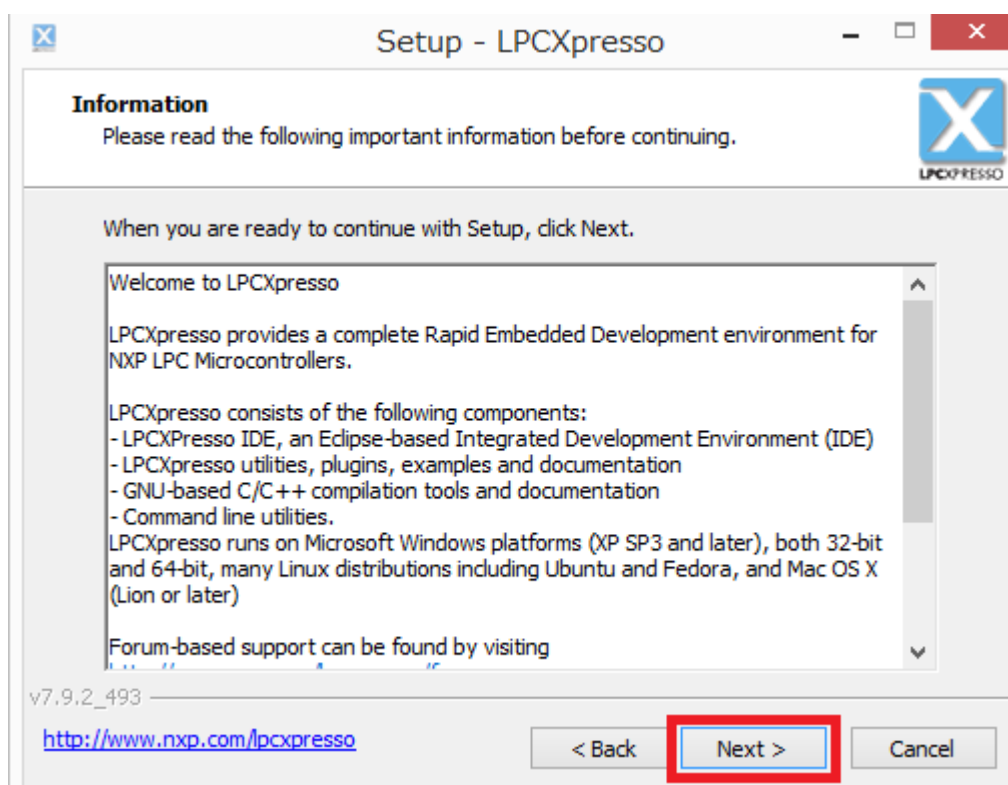 Setup - LPCXpresso
Information
Please read the following important information before continuing.
X
LPCXPRESSO
When you are ready to continue with Setup, click Next.
Welcome to LPCXpresso
LPCXpresso provides a complete Rapid Embedded Development environment for
NXP LPC Microcontrollers.
LPCXpresso consists of the following components:
- LPCXPresso IDE, an Eclipse-based Integrated Development Environment (IDE)
- LPCXpresso utilities, plugins, examples and documentation
- GNU-based C/C++ compilation tools and documentation
- Command line utilities.
LPCXpresso runs on Microsoft Windows platforms (XP SP3 and later), both 32-bit
and 64-bit, many Linux distributions including Ubuntu and Fedora, and Mac OS X
(Lion or later)
Forum-based support can be found by visiting
v7.9.2_493
http://www.nxp.com/lpcxpresso
< Back
Next >
Cancel